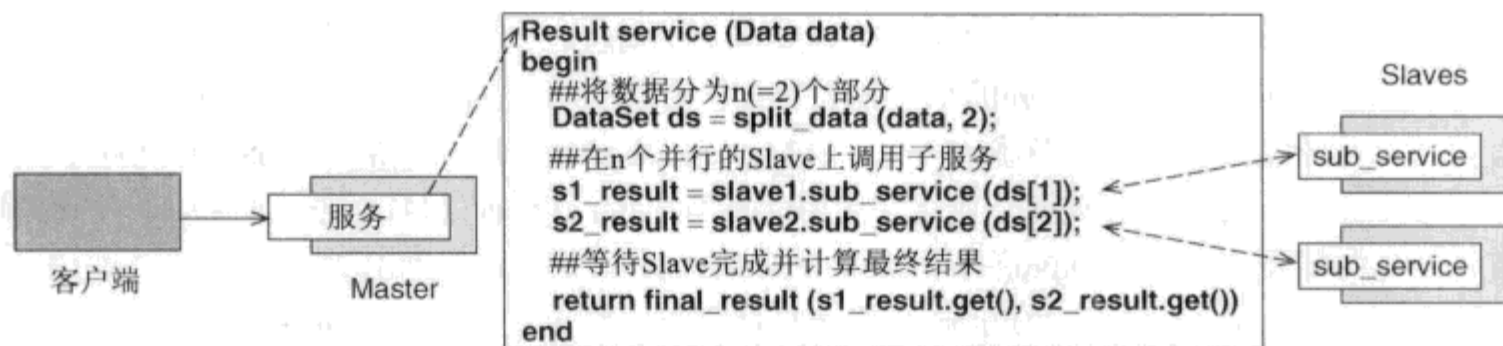 客户端
服务
Master
Result service (Data data)
begin
##将数据分为n(=2)个部分
DataSet ds = split_data (data, 2);
##在n个并行的Slave上调用子服务
s1_result = slave1.sub_service (ds[1]);
s2_result = slave2.sub_service (ds[2]);
##等待Slave完成并计算最终结果
return final_result (s1_result.get(), s2_result.get())
end
Slaves
sub_service
sub_service